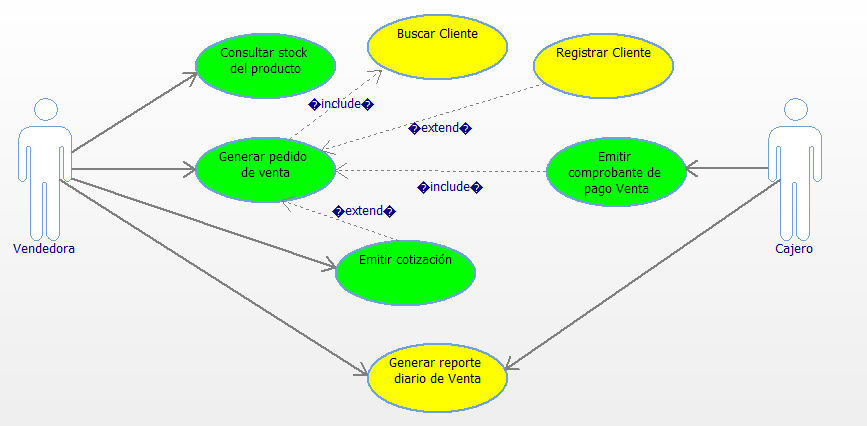 Consultar stock
del producto
Buscar Cliente
Registrar Cliente
�include�
�extend�
Generar pedido
de venta
Emitir
comprobante de
pago Venta
�include�
�extend�
Vendedora
Cajero
Emitir cotización
Generar reporte
diario de Venta